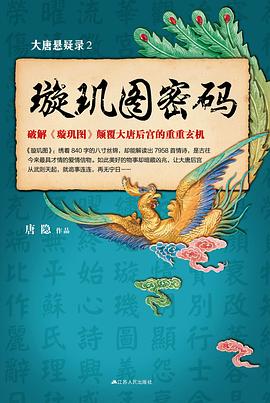 大唐悬疑录2
璇玑图密码
破解《璇玑图》颠覆大唐后宫的重重玄机
《璇玑图》，绣着840字的八寸丝锦，却能解读出7958首情诗，是古往
今来最具才情的爱情信物。如此美好的物事却暗藏凶兆，让大唐后宫
从武则天起，就诡事连连，再无宁日……
唐隐 作品
江苏人民出版社